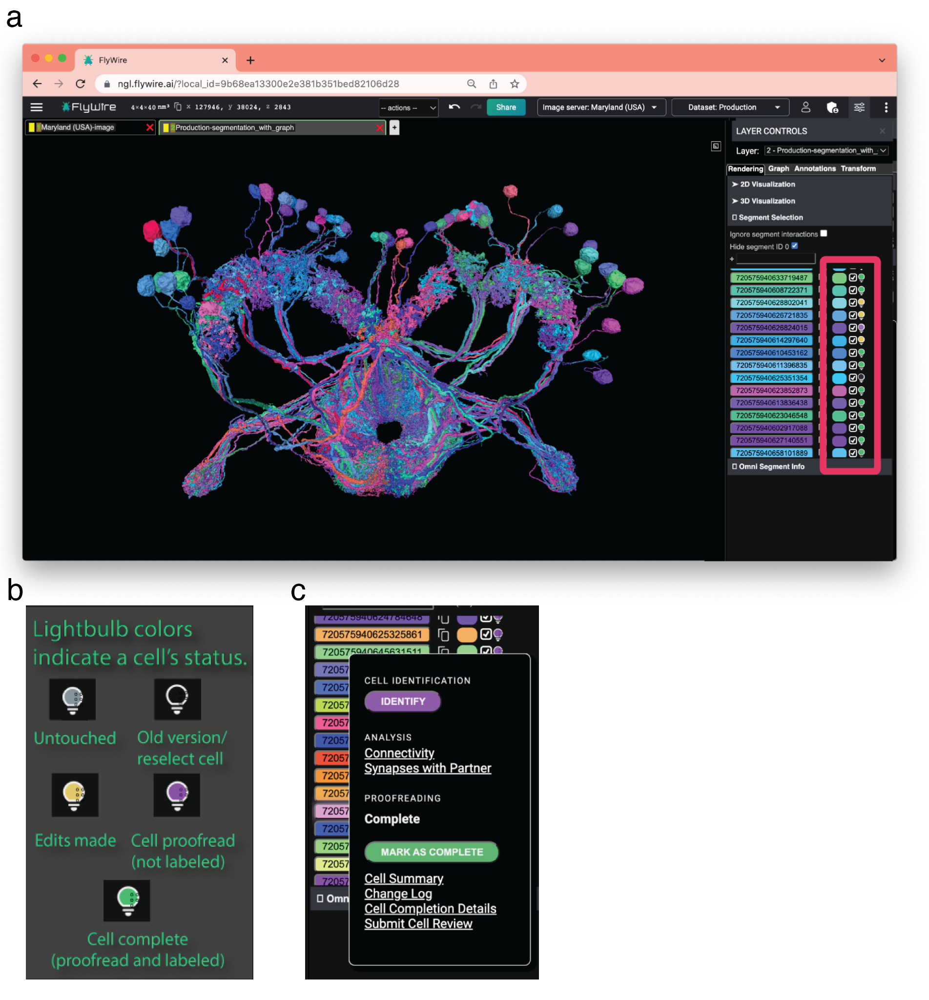 a
FlyWire
ngl.flywire.ai/?local_id=9b68ea13300e2e381b351bed82106d28
FlyWire 4×4×40 nm³ x 127946, y 38024, z 2843 -- actions -- Share Image server: Maryland (USA) Dataset: Production
1 Maryland (USA)-image 2 Production-segmentation_with_graph +
LAYER CONTROLS
Layer: 2 - Production-segmentation_with_
Rendering Graph Annotations Transform
➤ 2D Visualization
➤ 3D Visualization
Segment Selection
Ignore segment interactions
Hide segment ID 0
+
720575940633719487
720575940608722371
720575940628802041
720575940626721835
720575940626824015
720575940614297640
720575940610453162
720575940611396835
720575940625351354
720575940623852873
720575940613836438
720575940623046548
720575940602917088
720575940627140551
720575940658101889
Omni Segment Info
b
Lightbulb colors
indicate a cell's status.
Untouched
Old version/
reselect cell
Edits made
Cell proofread
(not labeled)
Cell complete
(proofread and labeled)
c
720575940624784648
720575940625325861
720575940645631511
72057
72057
72057
72057
72057
72057
72057
72057
72057
72057
72057
72057
72057
Omn
CELL IDENTIFICATION
IDENTIFY
ANALYSIS
Connectivity
Synapses with Partner
PROOFREADING
Complete
MARK AS COMPLETE
Cell Summary
Change Log
Cell Completion Details
Submit Cell Review